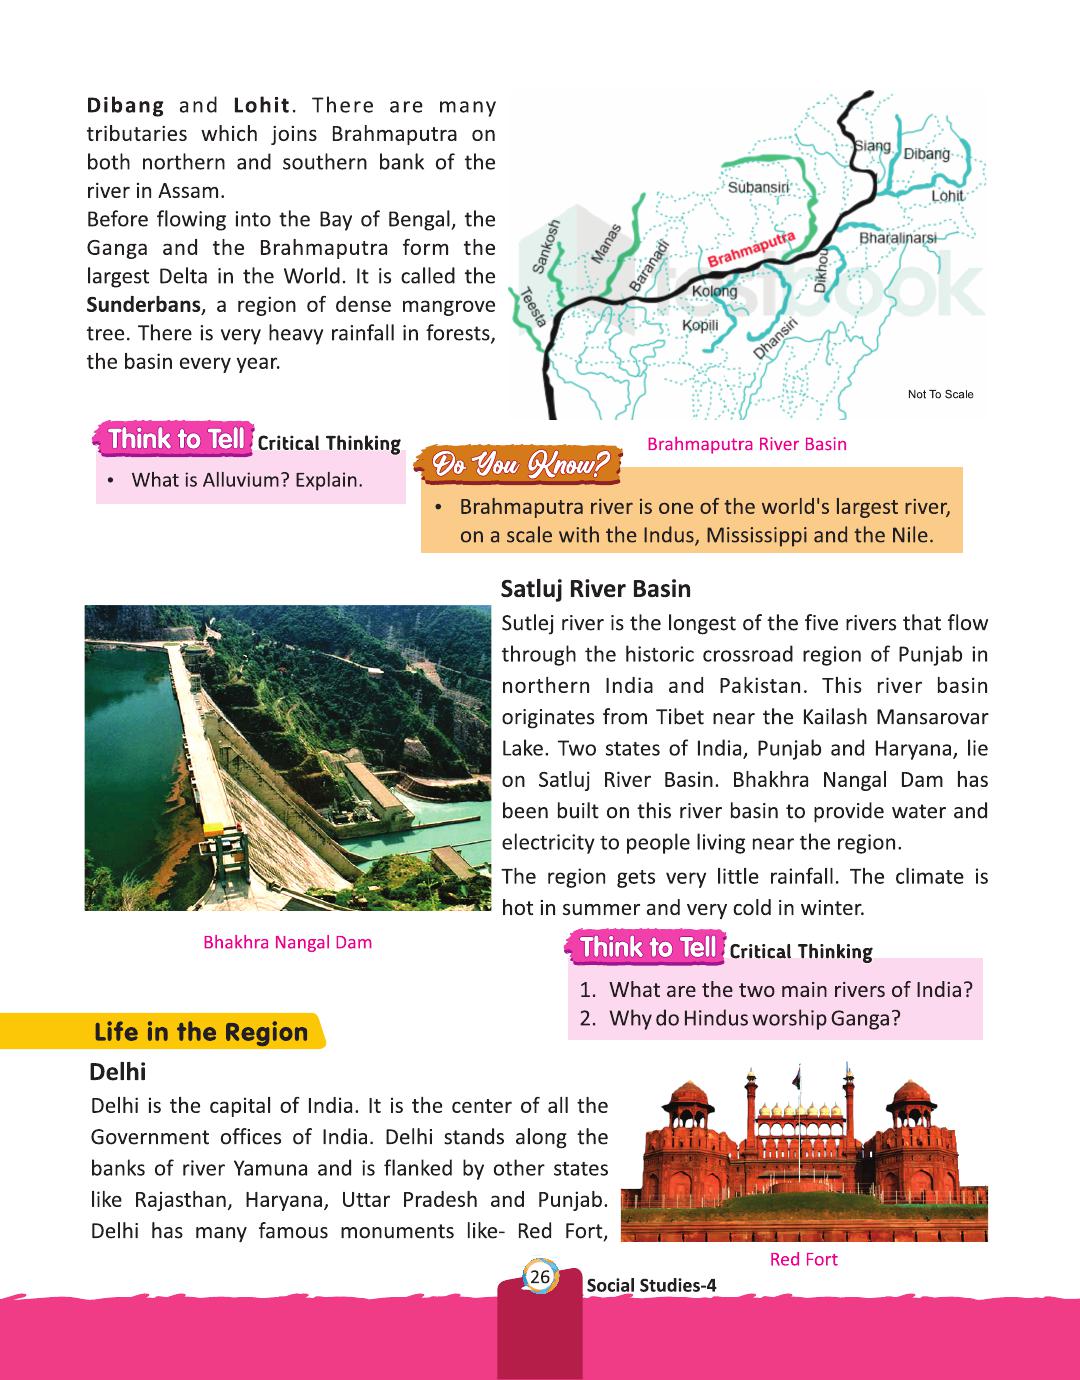 Dibang and Lohit. There are many
tributaries which joins Brahmaputra on
both northern and southern bank of the
river in Assam.
Before flowing into the Bay of Bengal, the
Ganga and the Brahmaputra form the
largest Delta in the World. It is called the
Sunderbans, a region of dense mangrove
tree. There is very heavy rainfall in forests,
the basin every year.
Siang
Dibang
Lohit
Subansiri
Bharalinarsi
Brahmaputra
Sankosh
Manas
Baranadi
Teesta
Kolong
Kopili
Dhansiri
Dikhou
Not To Scale
Brahmaputra River Basin
Think to Tell Critical Thinking
• What is Alluvium? Explain.
Do You Know?
• Brahmaputra river is one of the world's largest river,
on a scale with the Indus, Mississippi and the Nile.
Satluj River Basin
Sutlej river is the longest of the five rivers that flow
through the historic crossroad region of Punjab in
northern India and Pakistan. This river basin
originates from Tibet near the Kailash Mansarovar
Lake. Two states of India, Punjab and Haryana, lie
on Satluj River Basin. Bhakhra Nangal Dam has
been built on this river basin to provide water and
electricity to people living near the region.
The region gets very little rainfall. The climate is
hot in summer and very cold in winter.
Bhakhra Nangal Dam
Think to Tell Critical Thinking
1. What are the two main rivers of India?
2. Why do Hindus worship Ganga?
Life in the Region
Delhi
Delhi is the capital of India. It is the center of all the
Government offices of India. Delhi stands along the
banks of river Yamuna and is flanked by other states
like Rajasthan, Haryana, Uttar Pradesh and Punjab.
Delhi has many famous monuments like- Red Fort,
Red Fort
26
Social Studies-4